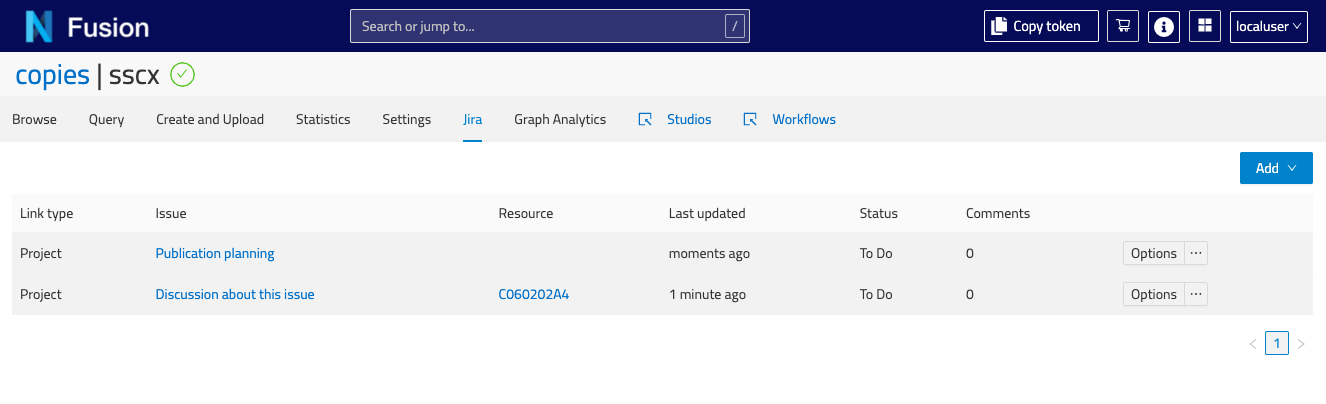 N Fusion Search or jump to... / Copy token localuser
copies | sscx
Browse Query Create and Upload Statistics Settings Jira Graph Analytics Studios Workflows
Add
Link type Issue Resource Last updated Status Comments
Project Publication planning moments ago To Do 0 Options ...
Project Discussion about this issue C060202A4 1 minute ago To Do 0 Options ...
< 1 >